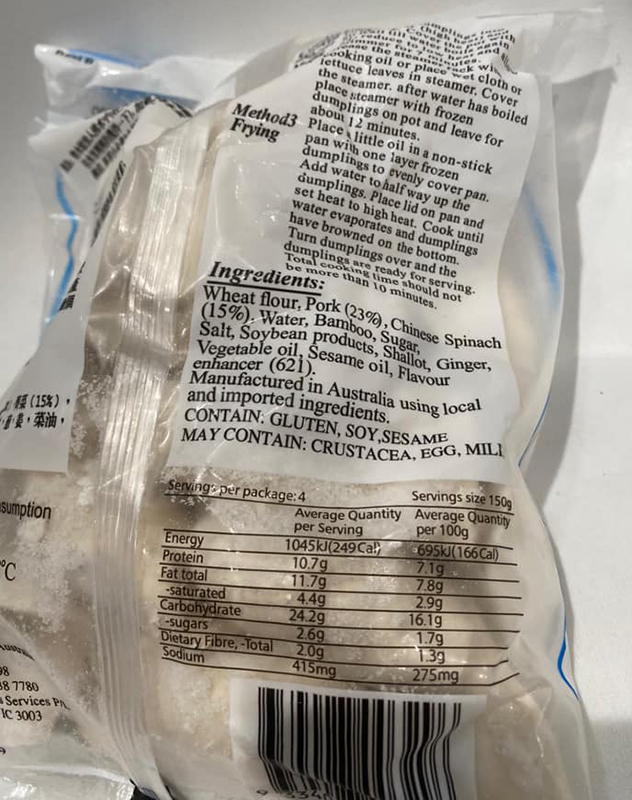 cooking oil or place wet cloth or
lettuce leaves in steamer. Cover
the steamer. after water has boiled
place steamer with frozen
dumplings on pot and leave for
about 12 minutes.
Method3
Frying
Place little oil in a non-stick
pan with one layer frozen
dumplings to evenly cover pan.
Add water to half way up the
dumplings. Place lid on pan and
set heat to high heat. Cook until
water evaporates and dumplings
have browned on the bottom.
Turn dumplings over and the
dumplings are ready for serving.
Total cooking time should not
be more than 10 minutes.
Ingredients:
Wheat flour, Pork (23%), Chinese Spinach
(15%), Water, Bamboo, Sugar,
Salt, Soybean products, Shallot, Ginger,
Vegetable oil, Sesame oil, Flavour
enhancer (621).
Manufactured in Australia using local
and imported ingredients.
CONTAIN: GLUTEN, SOY,SESAME
MAY CONTAIN: CRUSTACEA, EGG, MIL
Servings per package: 4 Servings size 150g
Average Quantity per Serving Average Quantity per 100g
Energy 1045kJ(249Cal) 695kJ(166Cal)
Protein 10.7g 7.1g
Fat total 11.7g 7.8g
-saturated 4.4g 2.9g
Carbohydrate 24.2g 16.1g
-sugars 2.6g 1.7g
Dietary Fibre, -Total 2.0g 1.3g
Sodium 415mg 275mg
菜 (15%),
菜油,
sumption
°C
98
38 7780
Services P
IC 3003
9